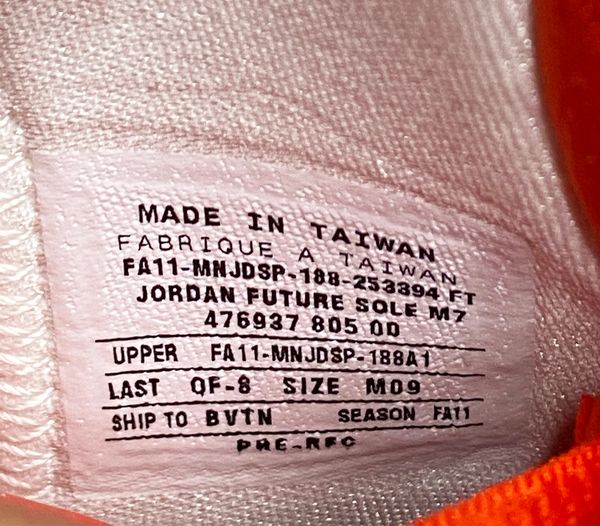 MADE IN TAIWAN
FABRIQUE A TAIWAN
FA11-MNJDSP-188-253394 FT
JORDAN FUTURE SOLE M7
476937 805 0D
UPPER FA11-MNJDSP-188A1
LAST QF-8 SIZE M09
SHIP TO BVTN SEASON FA11
PRE-RFC